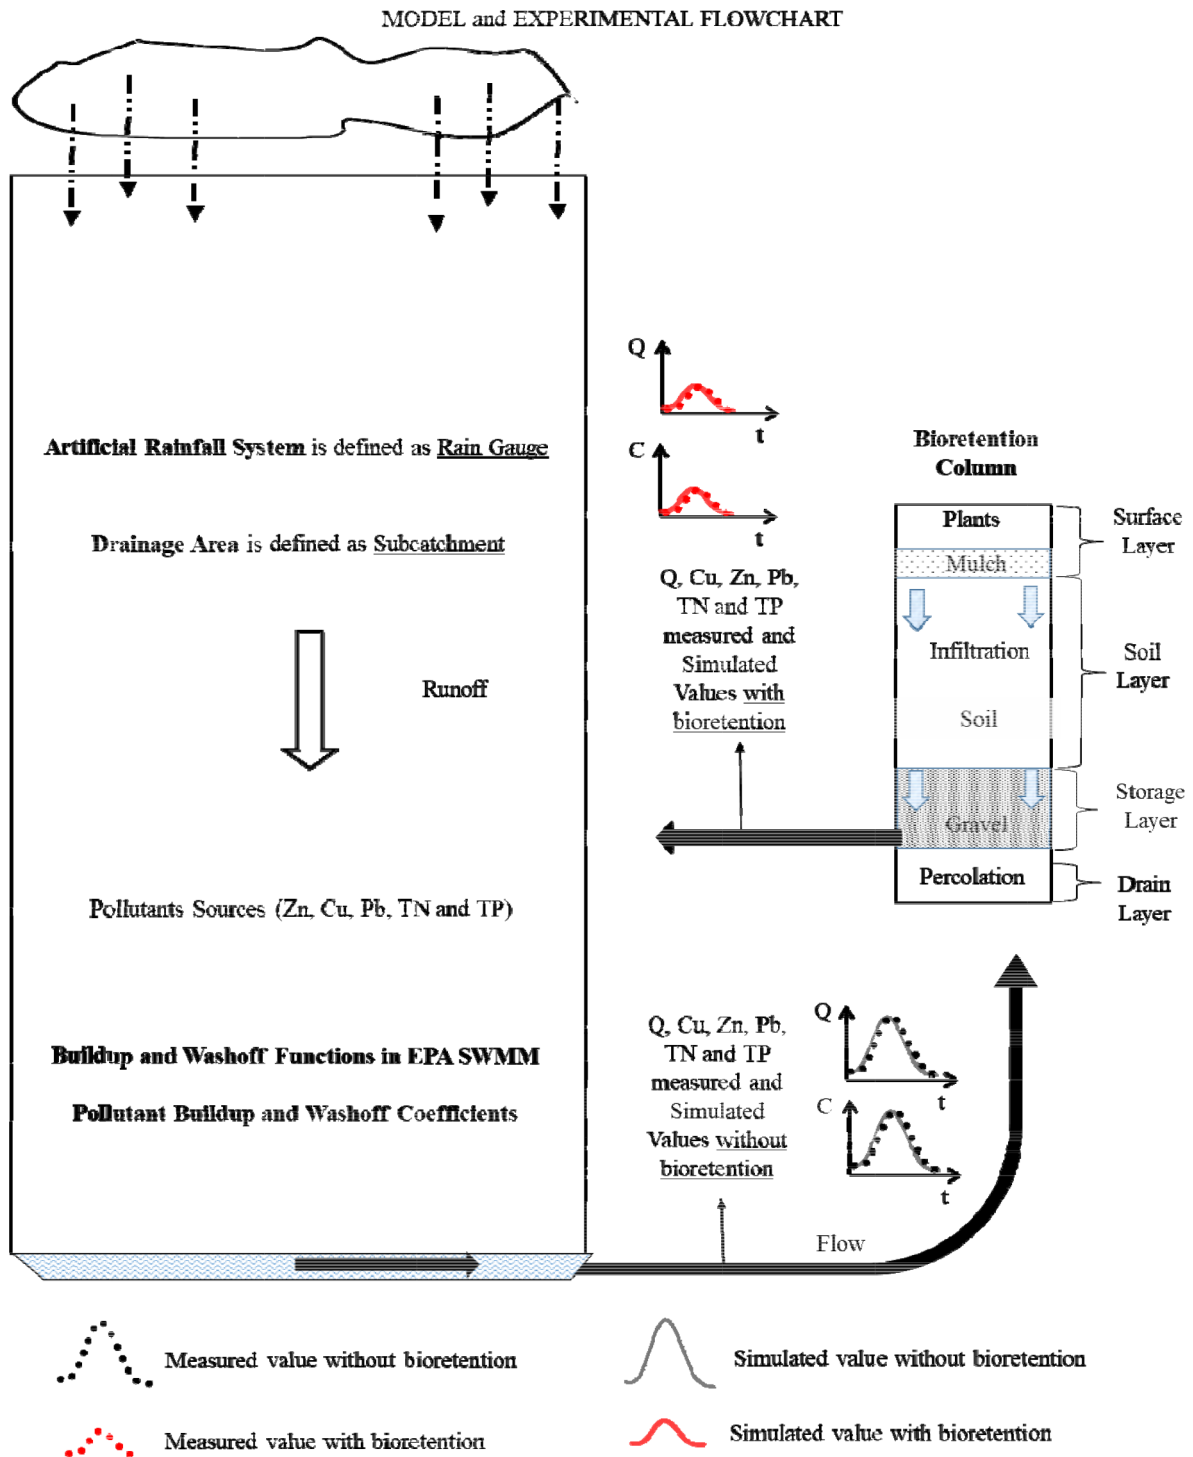 MODEL and EXPERIMENTAL FLOWCHART
Artificial Rainfall System is defined as Rain Gauge
Drainage Area is defined as Subcatchment
Runoff
Pollutants Sources (Zn, Cu, Pb, TN and TP)
Buildup and Washoff Functions in EPA SWMM
Pollutant Buildup and Washoff Coefficients
Q
t
C
t
Q, Cu, Zn, Pb,
TN and TP
measured and
Simulated
Values with
bioretention
Bioretention
Column
Plants
Mulch
Infiltration
Soil
Gravel
Percolation
Surface
Layer
Soil
Layer
Storage
Layer
Drain
Layer
Q, Cu, Zn, Pb,
TN and TP
measured and
Simulated
Values without
bioretention
Q
t
C
t
Flow
Measured value without bioretention
Simulated value without bioretention
Measured value with bioretention
Simulated value with bioretention